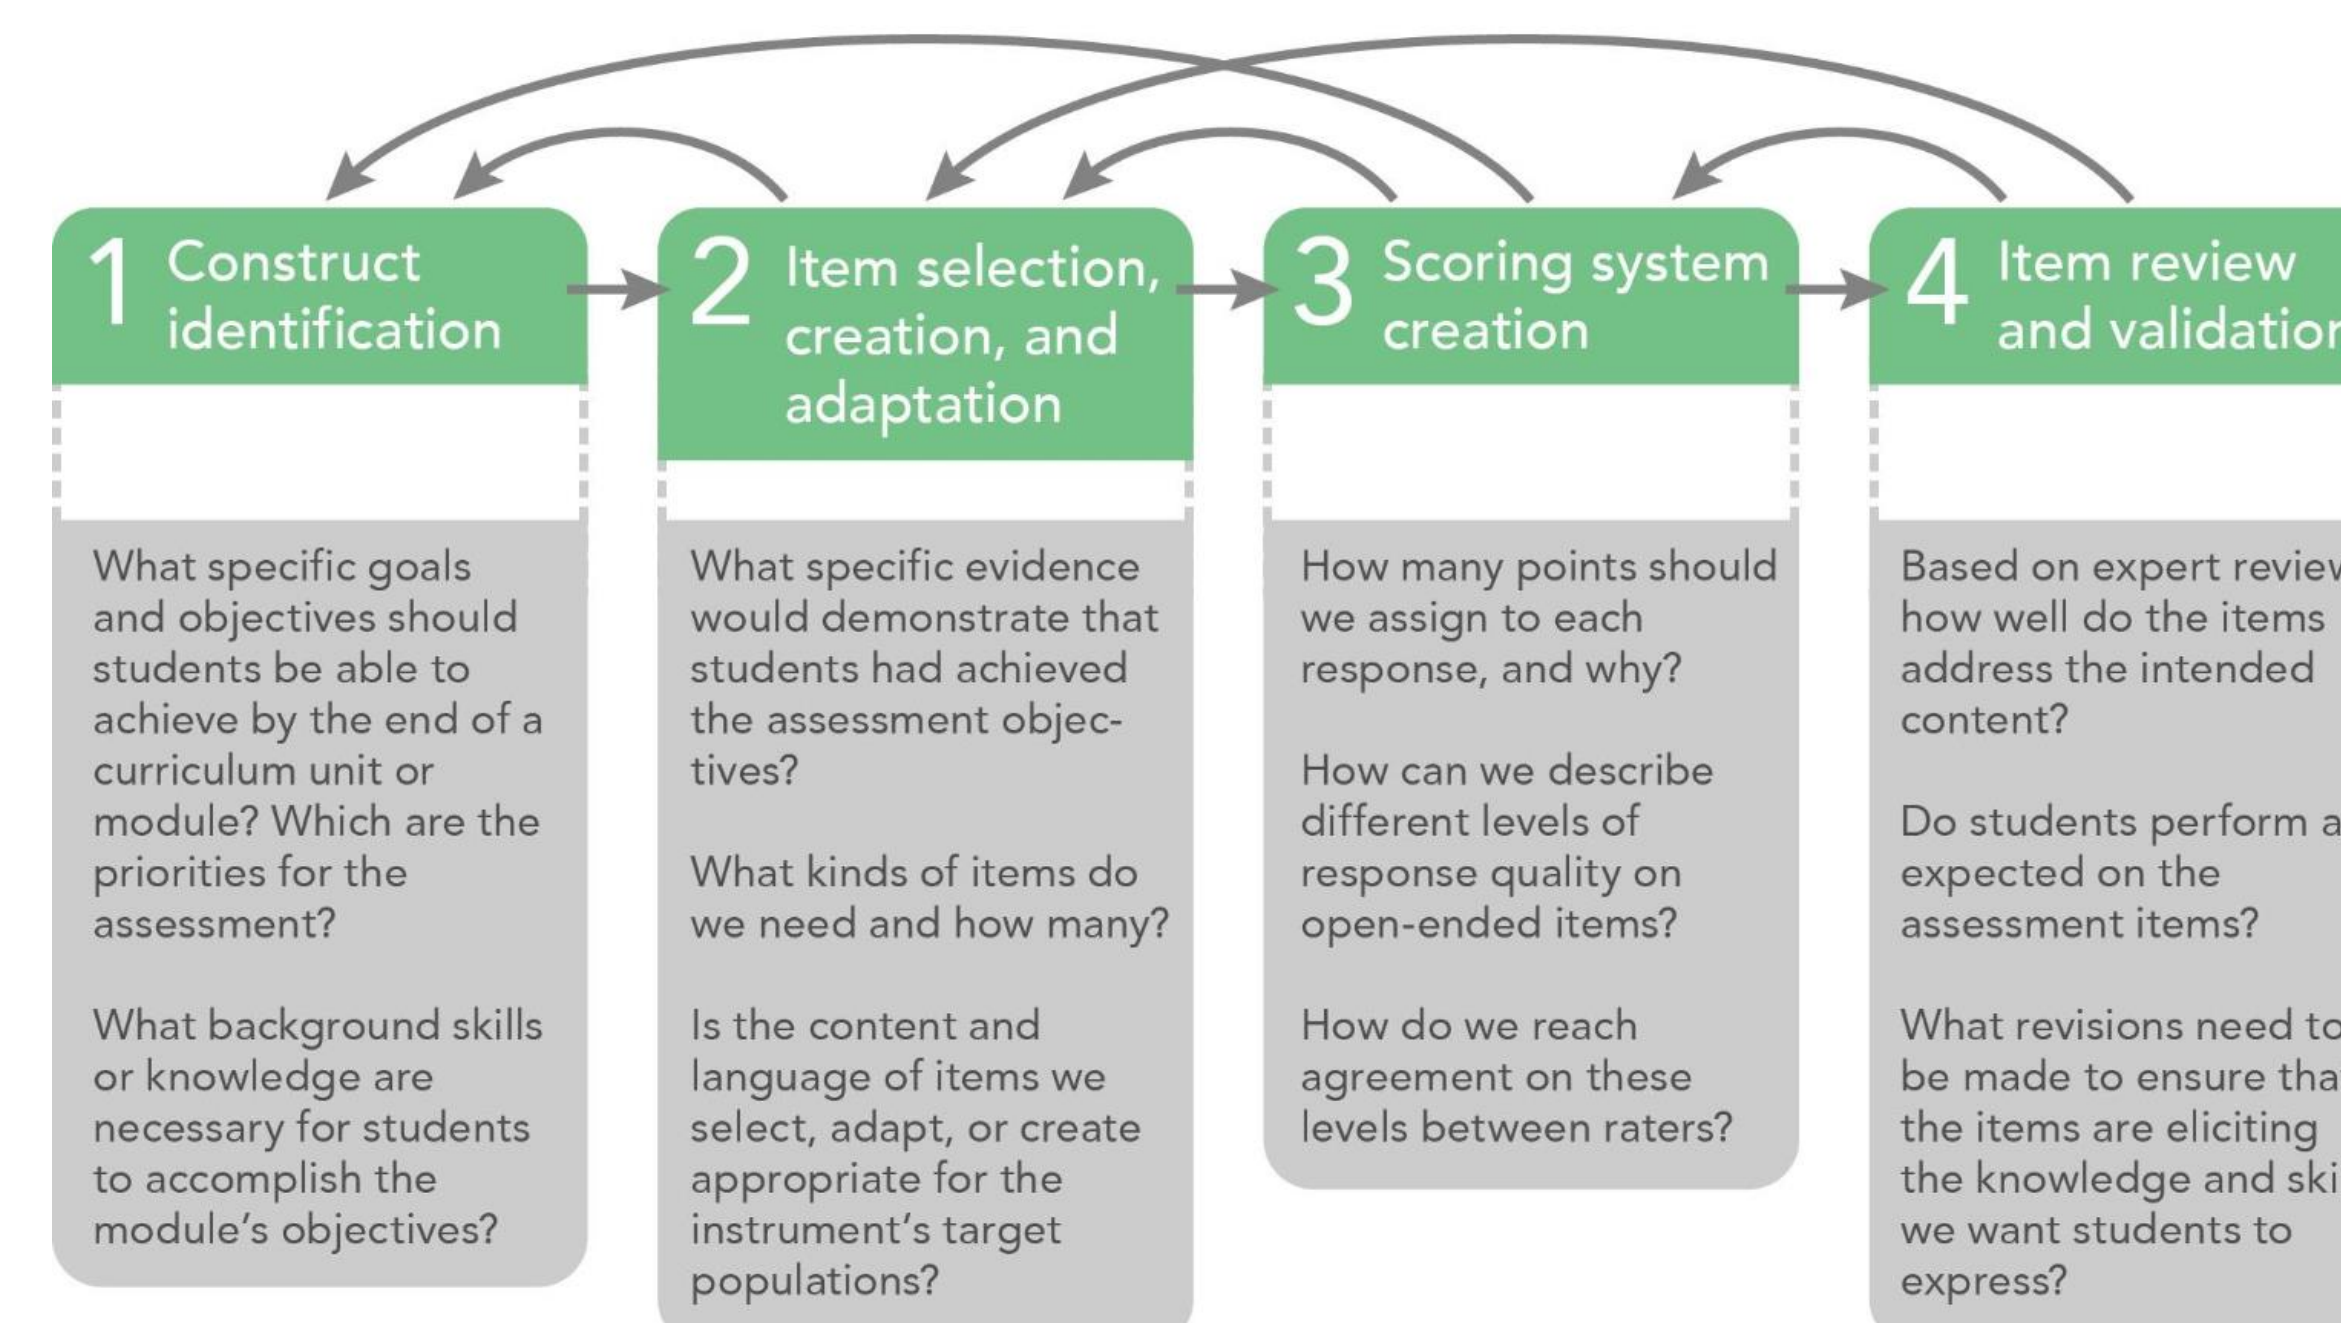 1 Construct
identification
What specific goals
and objectives should
students be able to
achieve by the end of a
curriculum unit or
module? Which are the
priorities for the
assessment?
What background skills
or knowledge are
necessary for students
to accomplish the
module's objectives?
2 Item selection,
creation, and
adaptation
What specific evidence
would demonstrate that
students had achieved
the assessment objec-
tives?
What kinds of items do
we need and how many?
Is the content and
language of items we
select, adapt, or create
appropriate for the
instrument's target
populations?
3 Scoring system
creation
How many points should
we assign to each
response, and why?
How can we describe
different levels of
response quality on
open-ended items?
How do we reach
agreement on these
levels between raters?
4 Item review
and
Based on expert
how well do the items
address the intended
content?
Do students perform
expected on the
assessment items?
What revisions need to
be made to ensure
the items are eliciting
the knowledge and
we want students to
express?